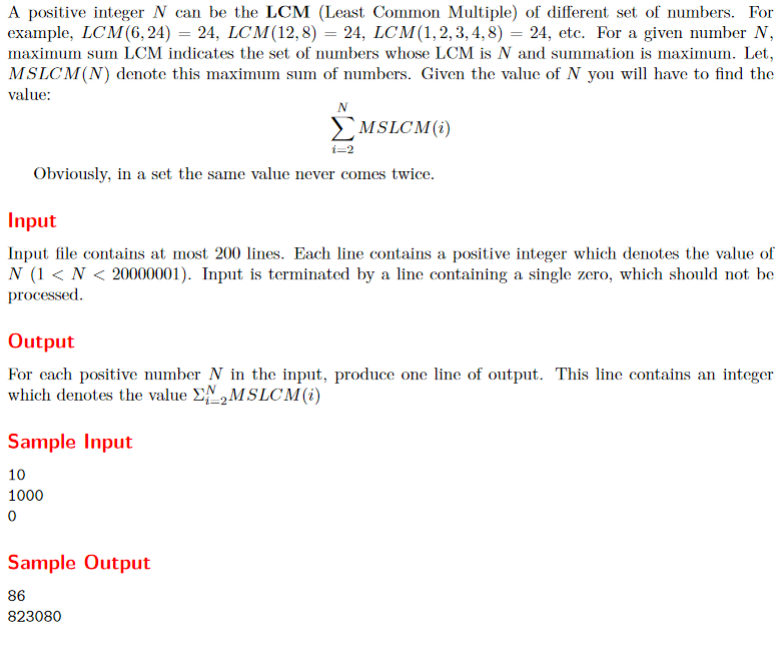 A positive integer N can be the LCM (Least Common Multiple) of different set of numbers. For
example, LCM(6, 24) = 24, LCM(12, 8) = 24, LCM(1, 2, 3, 4, 8) = 24, etc. For a given number N,
maximum sum LCM indicates the set of numbers whose LCM is N and summation is maximum. Let,
MSLCM(N) denote this maximum sum of numbers. Given the value of N you will have to find the
value:
N
∑ MSLCM(i)
i=2
Obviously, in a set the same value never comes twice.
Input
Input file contains at most 200 lines. Each line contains a positive integer which denotes the value of
N (1 < N < 20000001). Input is terminated by a line containing a single zero, which should not be
processed.
Output
For each positive number N in the input, produce one line of output. This line contains an integer
which denotes the value Σᴺᵢ₌₂MSLCM(i)
Sample Input
10
1000
0
Sample Output
86
823080